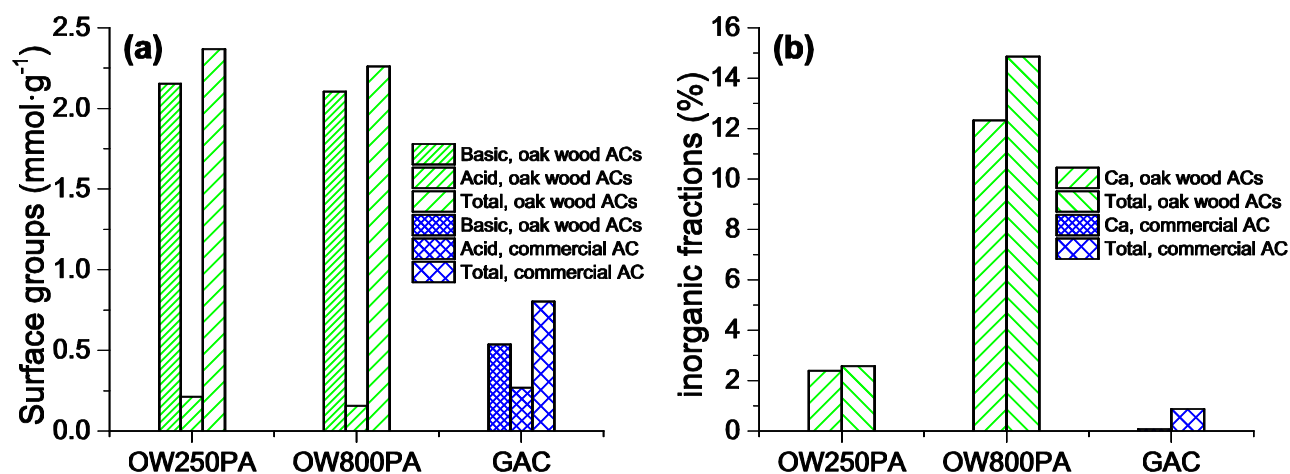 (a)
Surface groups (mmol·g⁻¹)
2.5
2.0
1.5
1.0
0.5
0.0
Basic, oak wood ACs
Acid, oak wood ACs
Total, oak wood ACs
Basic, oak wood ACs
Acid, commercial AC
Total, commercial AC
OW250PA OW800PA GAC
(b)
inorganic fractions (%)
16
14
12
10
8
6
4
2
0
Ca, oak wood ACs
Total, oak wood ACs
Ca, commercial AC
Total, commercial AC
OW250PA OW800PA GAC